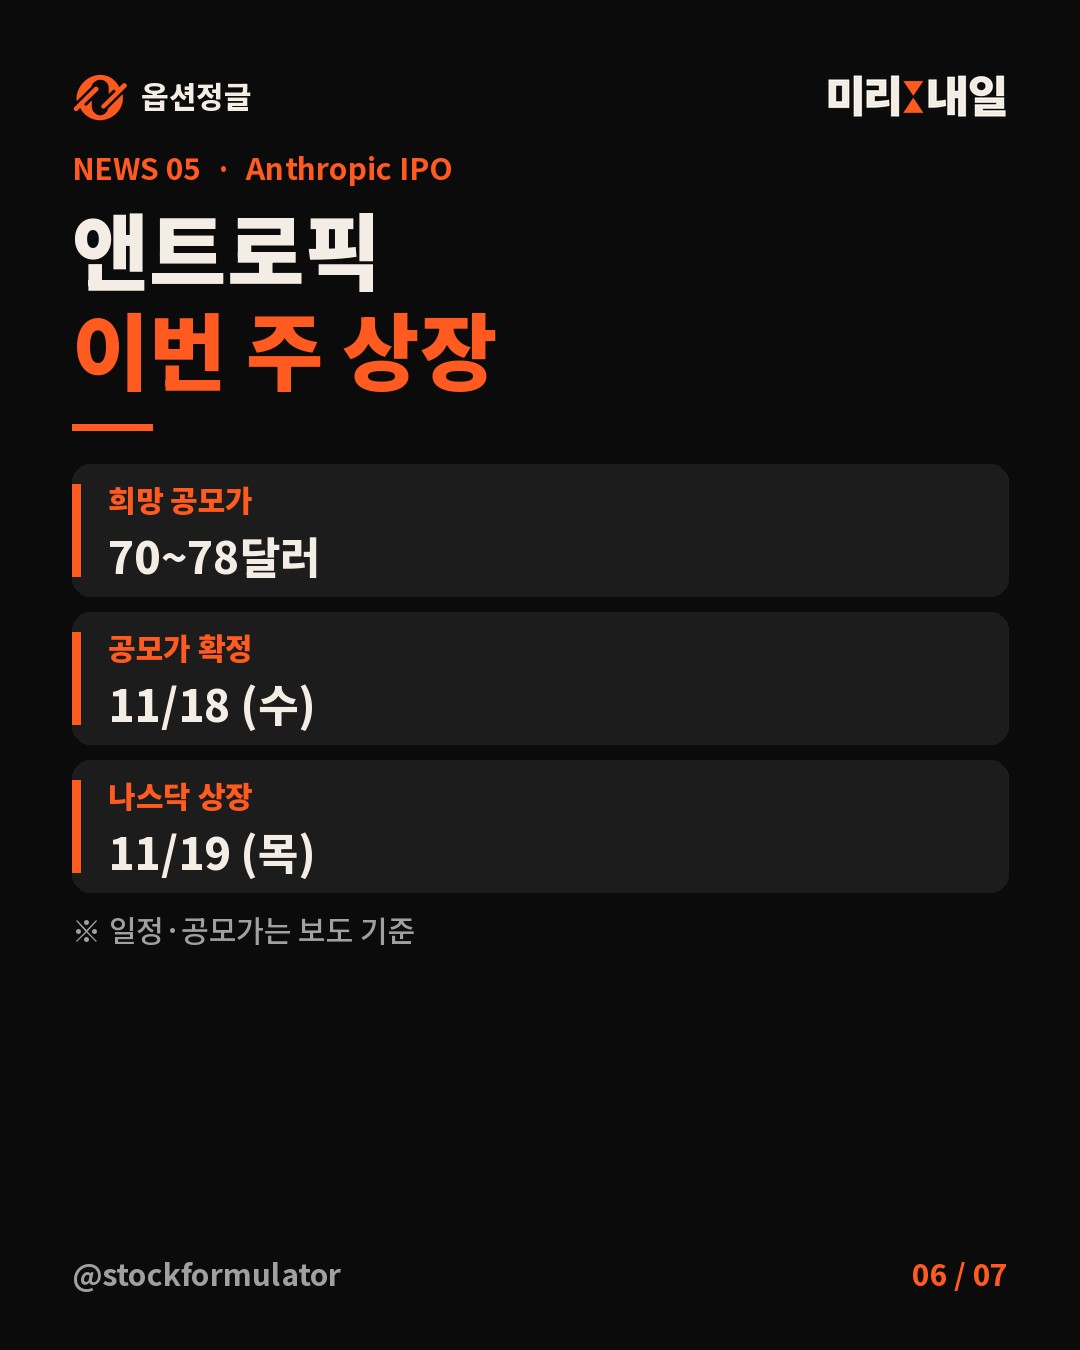 옵션정글
미리내일
NEWS 05 · Anthropic IPO
앤트로픽
이번 주 상장
희망 공모가
70~78달러
공모가 확정
11/18 (수)
나스닥 상장
11/19 (목)
※ 일정·공모가는 보도 기준
@stockformulator
06 / 07